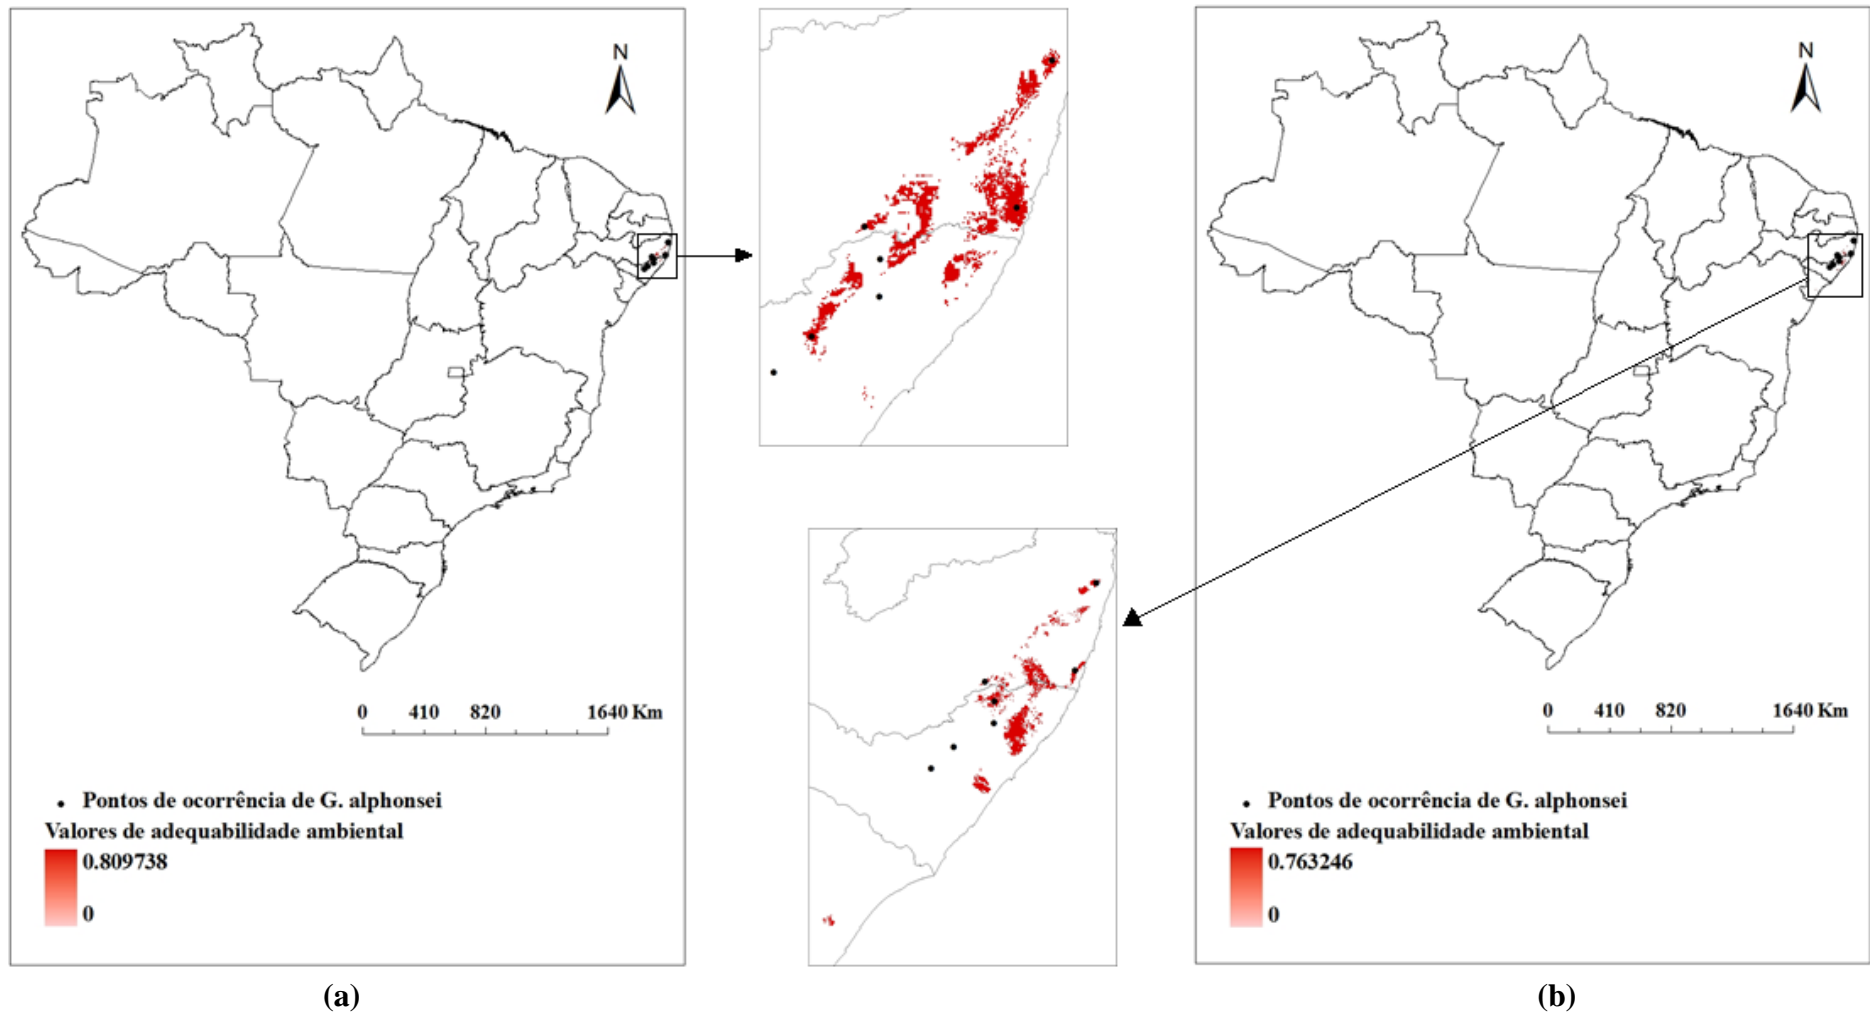 N
0 410 820 1640 Km
Pontos de ocorrência de G. alphonsei
Valores de adequabilidade ambiental
0.809738
0
(a)
N
0 410 820 1640 Km
Pontos de ocorrência de G. alphonsei
Valores de adequabilidade ambiental
0.763246
0
(b)